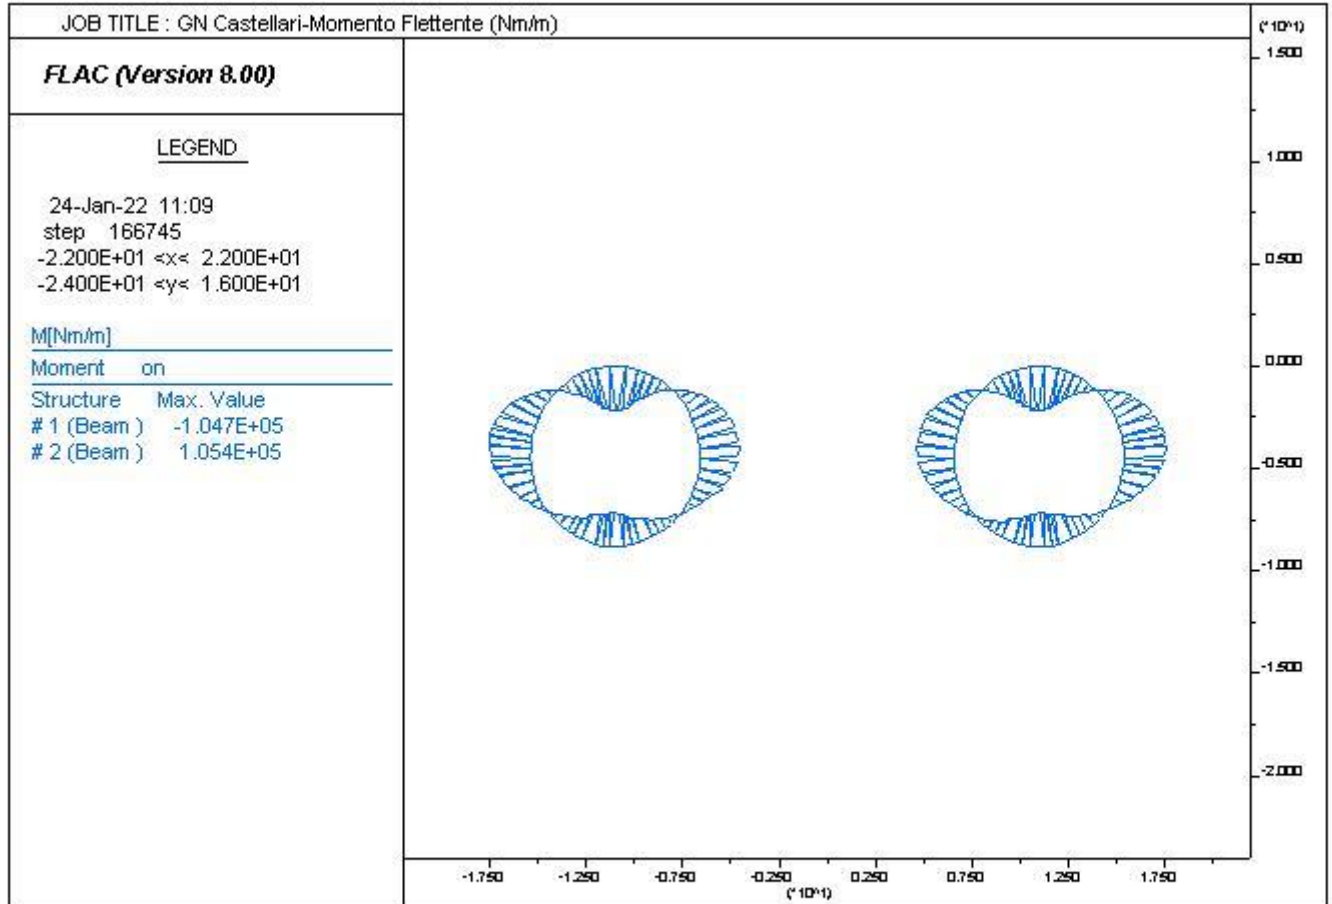 JOB TITLE : GN Castellari-Momento Flettente (Nm/m)
(*10^1)
FLAC (Version 8.00)
LEGEND
24-Jan-22 11:09
step 166745
-2.200E+01 <x< 2.200E+01
-2.400E+01 <y< 1.600E+01
M[Nm/m]
Moment on
Structure Max. Value
# 1 (Beam ) -1.047E+05
# 2 (Beam ) 1.054E+05
1.500
1.000
0.500
0.000
-0.500
-1.000
-1.500
-2.000
-1.750 -1.250 -0.750 -0.250 0.250 0.750 1.250 1.750
(*10^1)